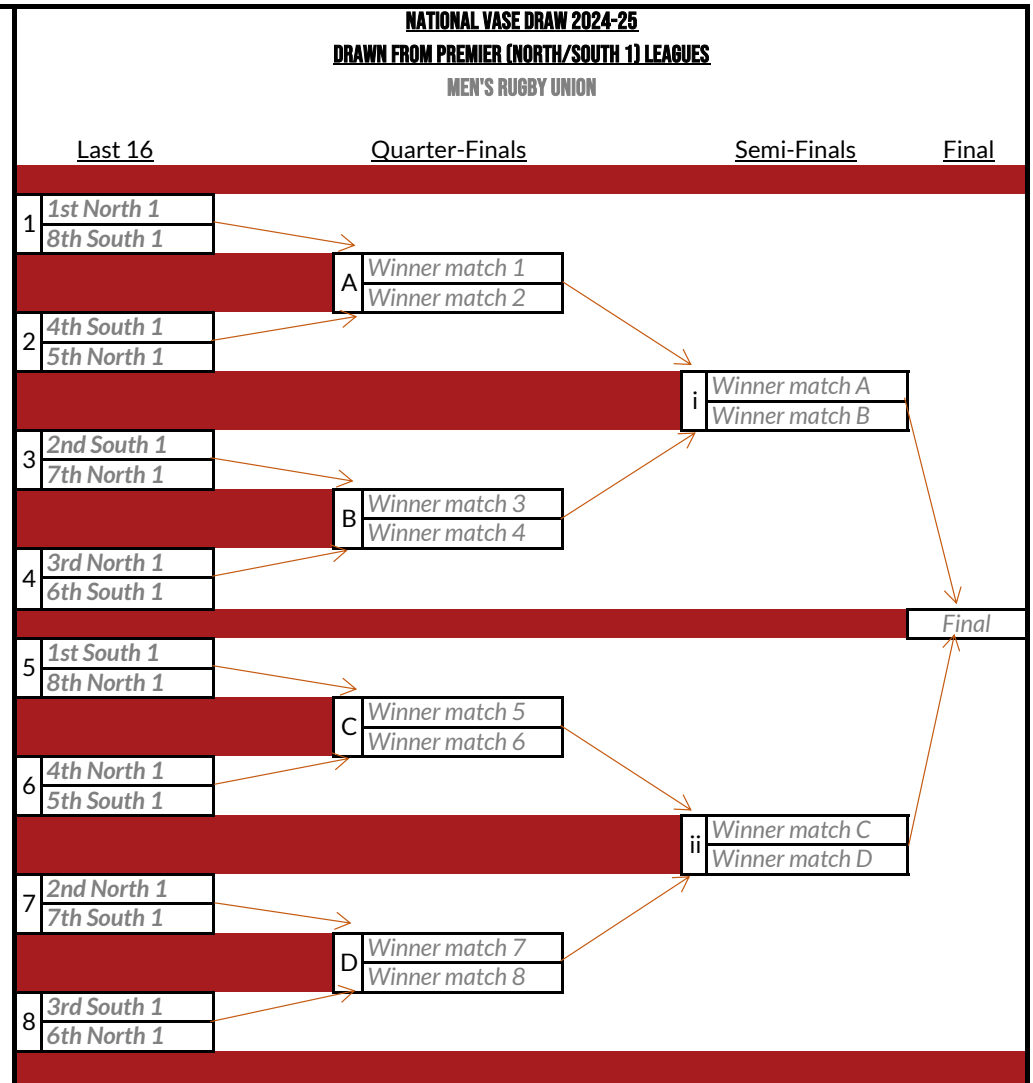 NATIONAL VASE DRAW 2024-25
DRAWN FROM PREMIER (NORTH/SOUTH 1) LEAGUES
MEN'S RUGBY UNION
Last 16 Quarter-Finals Semi-Finals Final
1 1st North 1
8th South 1
A Winner match 1
Winner match 2
2 4th South 1
5th North 1
i Winner match A
Winner match B
3 2nd South 1
7th North 1
B Winner match 3
Winner match 4
4 3rd North 1
6th South 1
Final
5 1st South 1
8th North 1
C Winner match 5
Winner match 6
6 4th North 1
5th South 1
ii Winner match C
Winner match D
7 2nd North 1
7th South 1
D Winner match 7
Winner match 8
8 3rd South 1
6th North 1